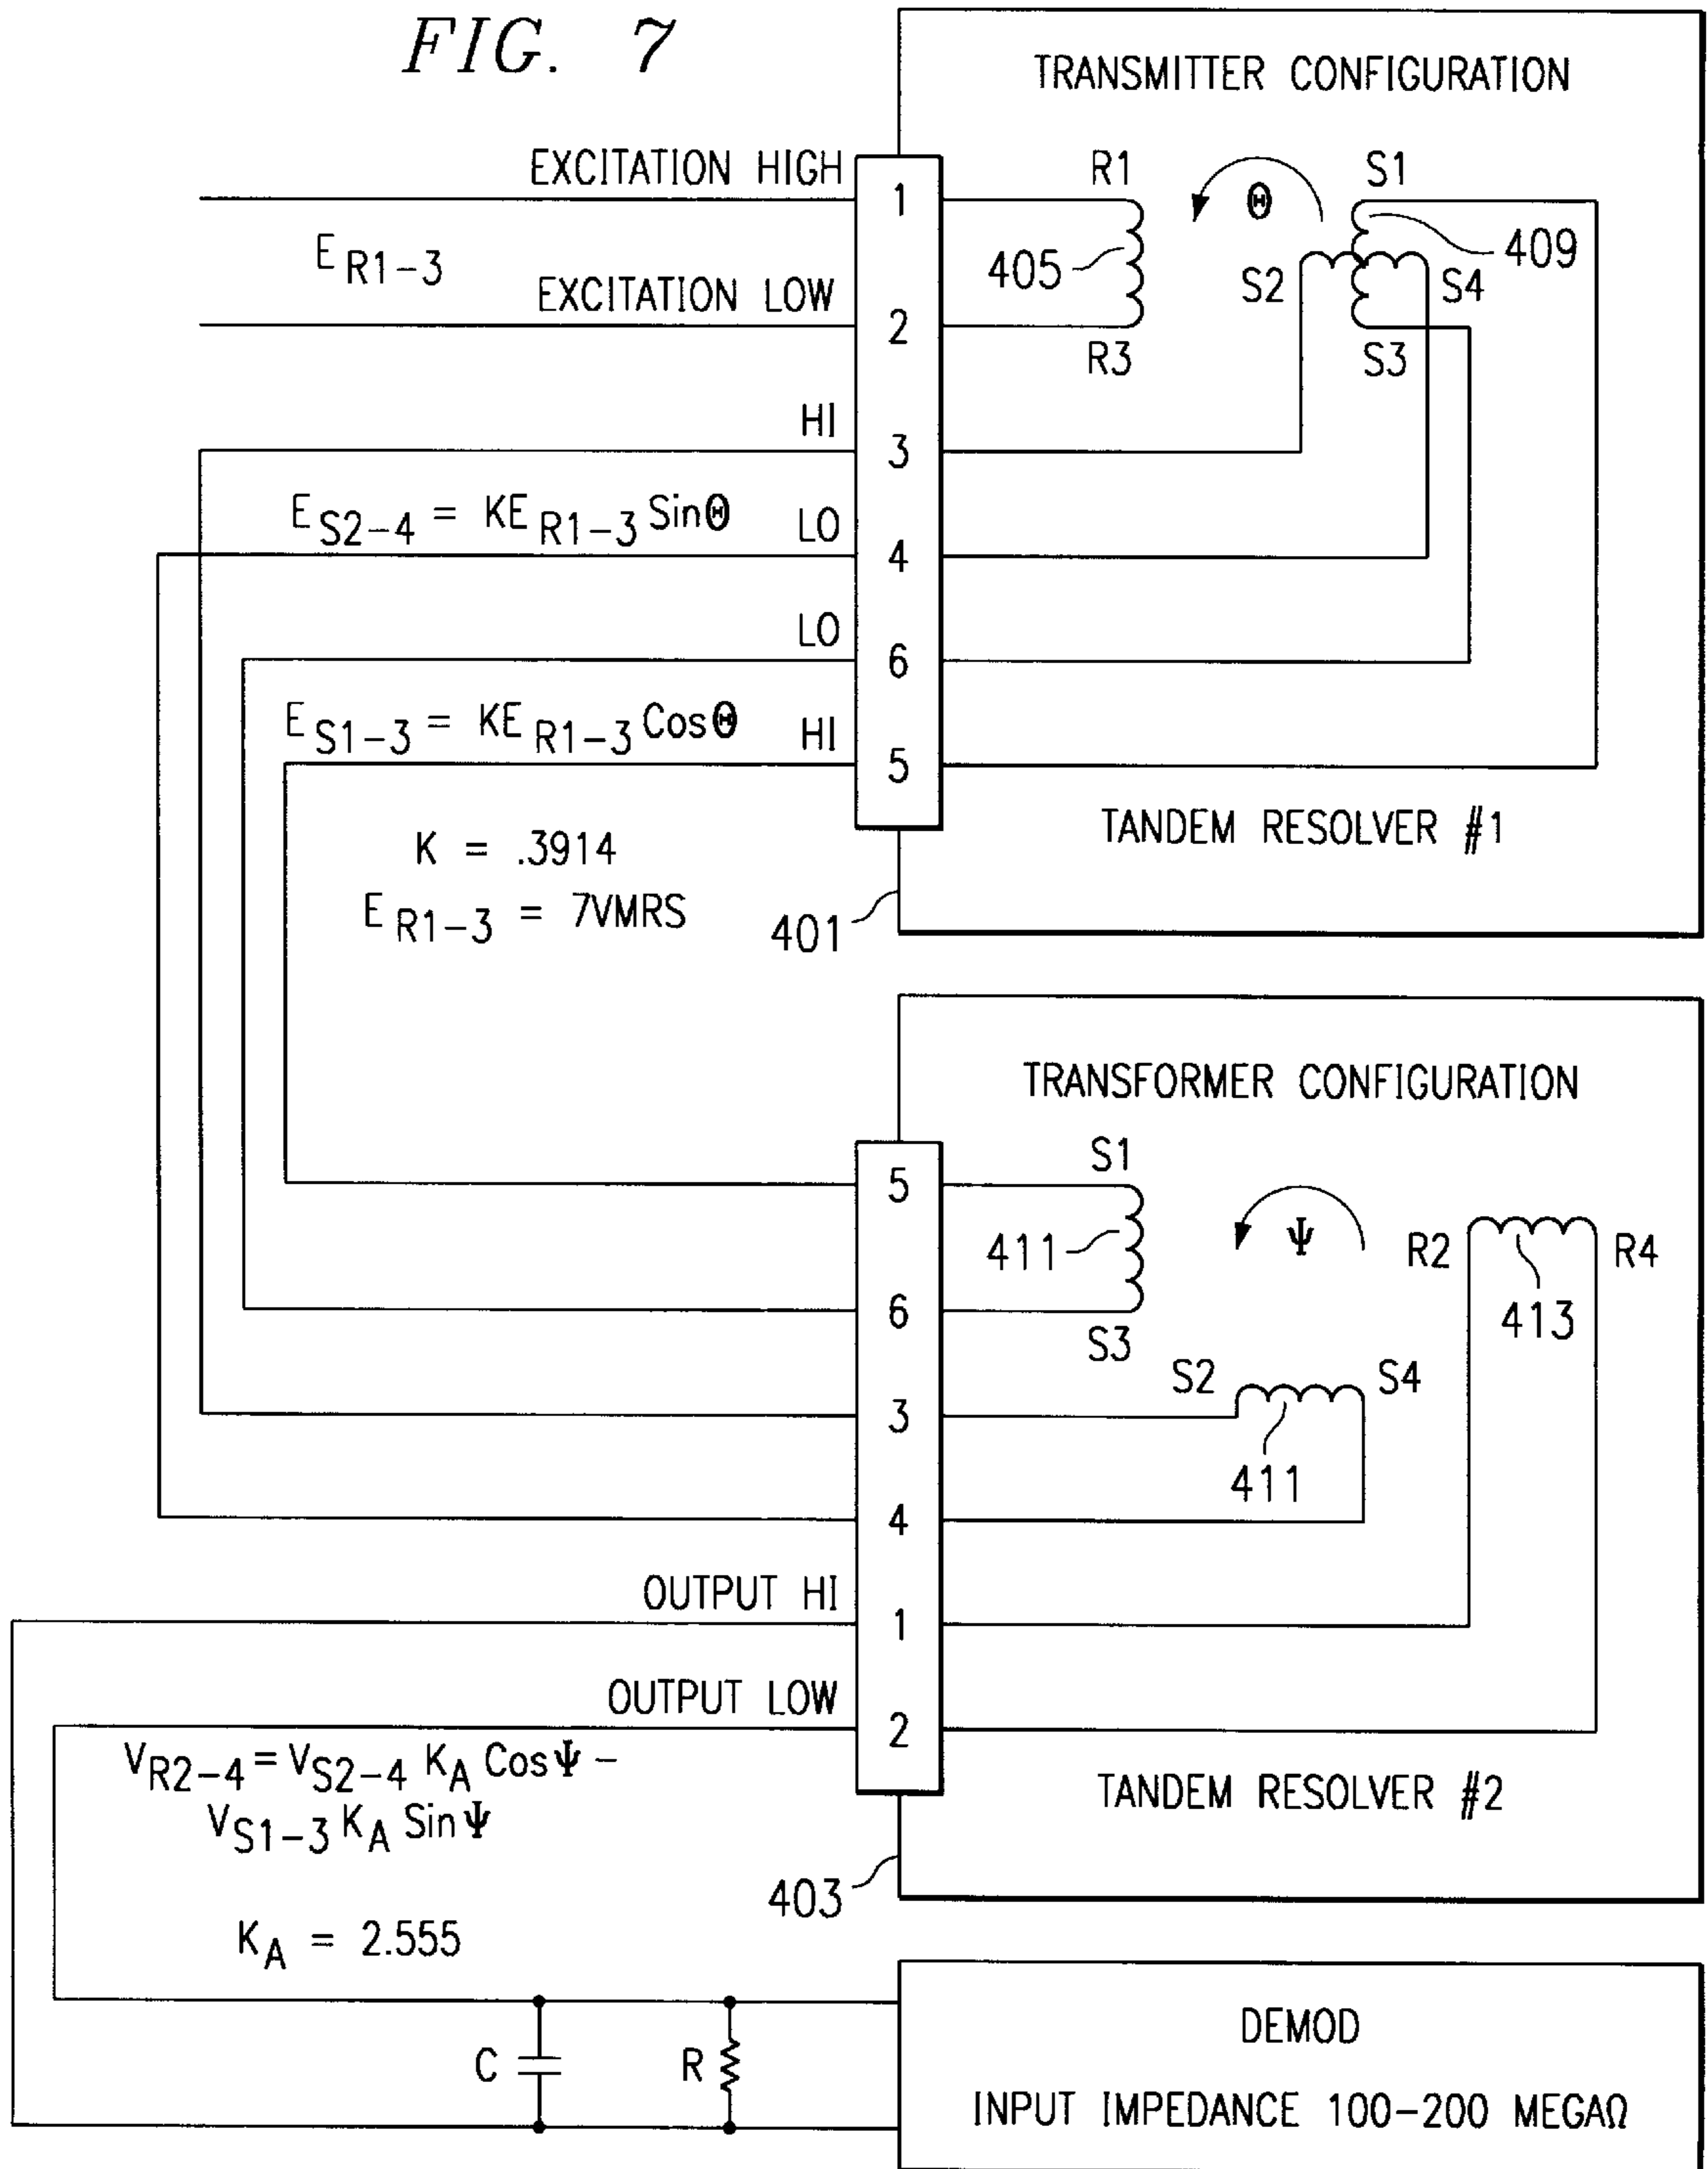 FIG. 7
TRANSMITTER CONFIGURATION
EXCITATION HIGH
1
R1
Θ
S1
E R1-3
405
409
S2
S4
EXCITATION LOW
2
R3
S3
HI
3
E S2-4 = KE R1-3 SinΘ
LO
4
LO
6
E S1-3 = KE R1-3 CosΘ
HI
5
TANDEM RESOLVER #1
K = .3914
E R1-3 = 7VMRS
401
TRANSFORMER CONFIGURATION
5
S1
411
Ψ
R2
R4
413
6
S3
S2
S4
3
411
4
OUTPUT HI
1
OUTPUT LOW
2
V R2-4 = V S2-4 K A Cos Ψ -
V S1-3 K A Sin Ψ
TANDEM RESOLVER #2
403
K A = 2.555
C
R
DEMOD
INPUT IMPEDANCE 100-200 MEGAΩ